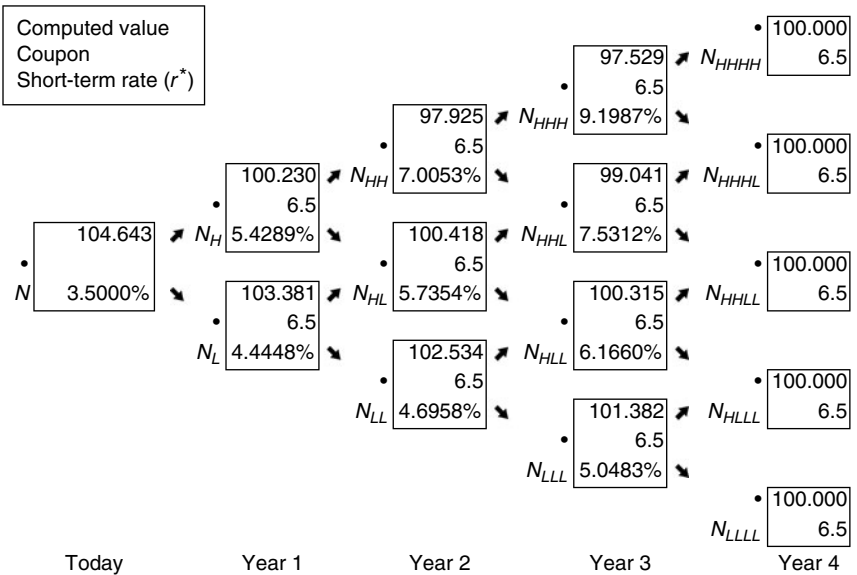 Computed value
Coupon
Short-term rate (r*)
• 104.643
N 3.5000%
• 100.230
6.5
N_H 5.4289%
• 103.381
6.5
N_L 4.4448%
• 97.925
6.5
N_HH 7.0053%
• 100.418
6.5
N_HL 5.7354%
• 102.534
6.5
N_LL 4.6958%
• 97.529
6.5
N_HHH 9.1987%
• 99.041
6.5
N_HHL 7.5312%
• 100.315
6.5
N_HLL 6.1660%
• 101.382
6.5
N_LLL 5.0483%
• 100.000
N_HHHH 6.5
• 100.000
N_HHHL 6.5
• 100.000
N_HHLL 6.5
• 100.000
N_HLLL 6.5
• 100.000
N_LLLL 6.5
Today Year 1 Year 2 Year 3 Year 4